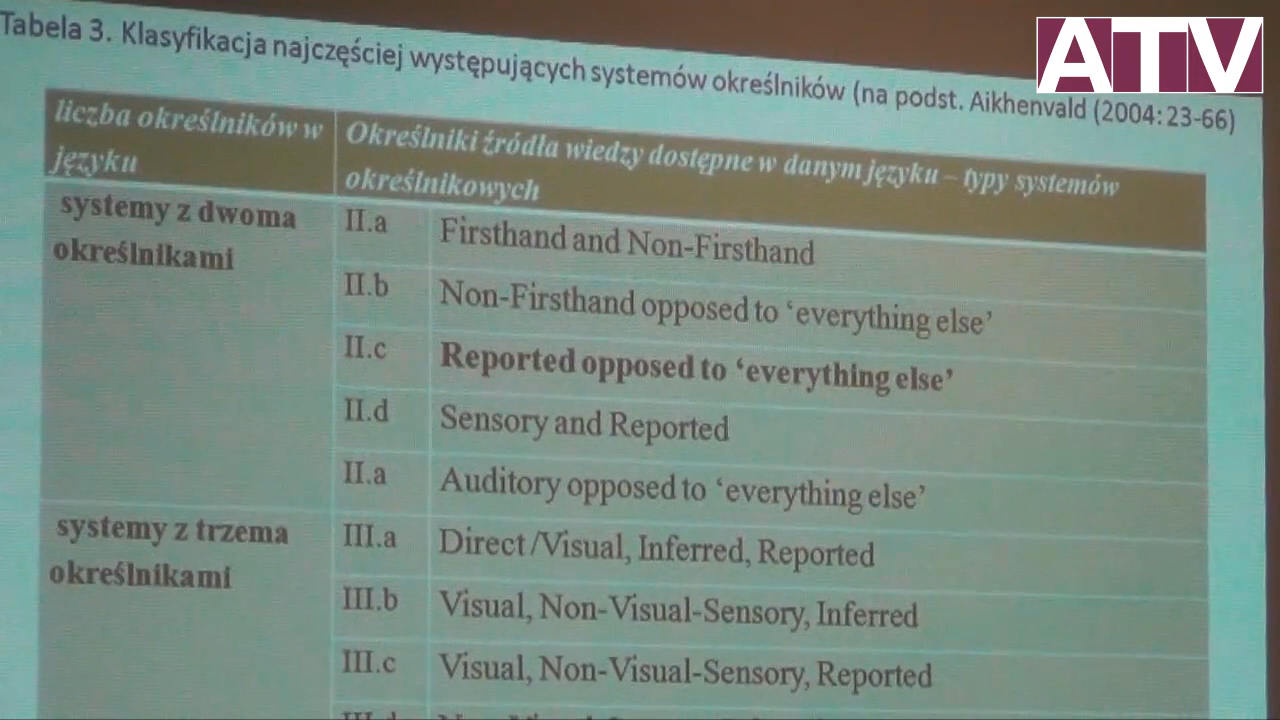 ATV
Tabela 3. Klasyfikacja najczęściej występujących systemów określników (na podst. Aikhenvald (2004: 23-66)
liczba określników w
języku
Określniki źródła wiedzy dostępne w danym języku – typy systemów
określnikowych
systemy z dwoma
określnikami
II.a Firsthand and Non-Firsthand
II.b Non-Firsthand opposed to ‘everything else’
II.c Reported opposed to ‘everything else’
II.d Sensory and Reported
II.a Auditory opposed to ‘everything else’
systemy z trzema
określnikami
III.a Direct /Visual, Inferred, Reported
III.b Visual, Non-Visual-Sensory, Inferred
III.c Visual, Non-Visual-Sensory, Reported